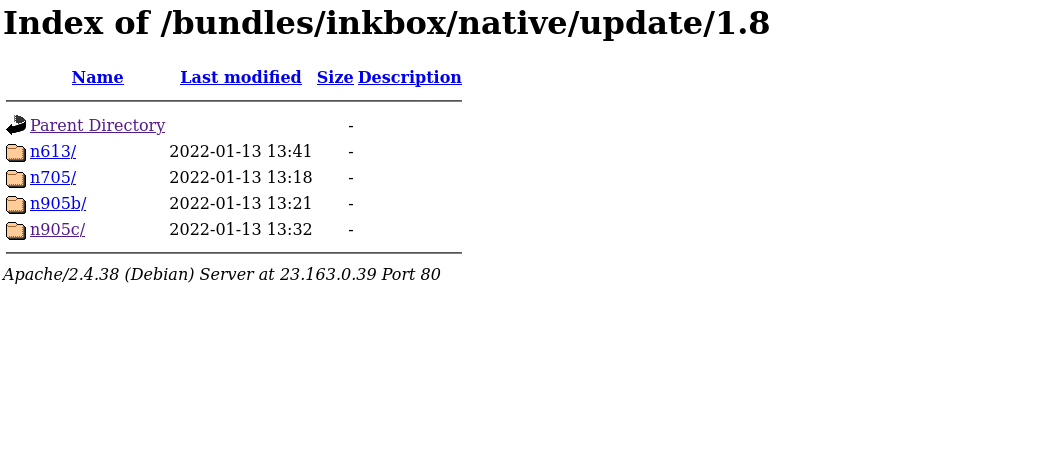 Index of /bundles/inkbox/native/update/1.8
Name Last modified Size Description
Parent Directory -
n613/ 2022-01-13 13:41 -
n705/ 2022-01-13 13:18 -
n905b/ 2022-01-13 13:21 -
n905c/ 2022-01-13 13:32 -
Apache/2.4.38 (Debian) Server at 23.163.0.39 Port 80